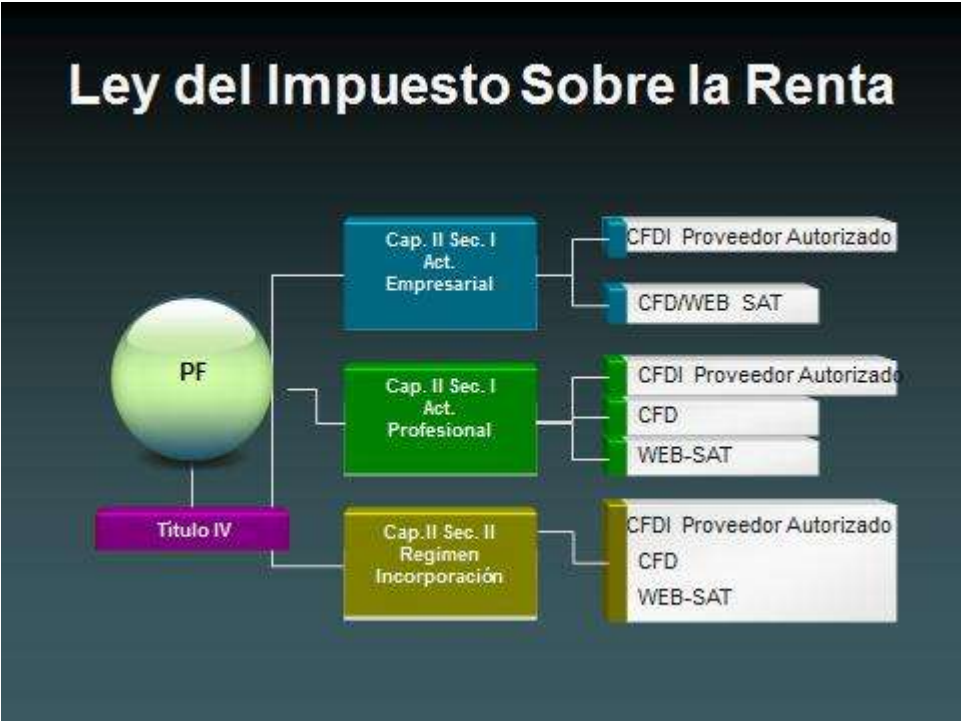 Ley del Impuesto Sobre la Renta
PF
Titulo IV
Cap. II Sec. I
Act.
Empresarial
CFDI Proveedor Autorizado
CFD/WEB SAT
Cap. II Sec. I
Act.
Profesional
CFDI Proveedor Autorizado
CFD
WEB-SAT
Cap.II Sec. II
Regimen
Incorporación
CFDI Proveedor Autorizado
CFD
WEB-SAT